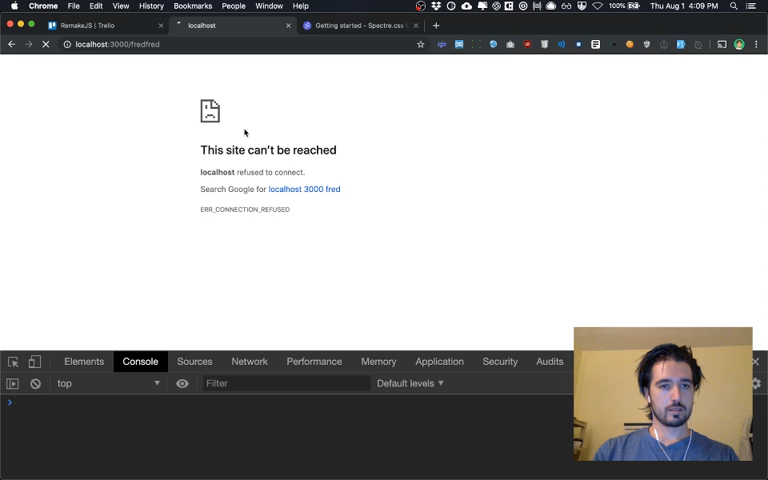 Chrome File Edit View History Bookmarks People Window Help 100% Thu Aug 1 4:09 PM
RemakeJS | Trello localhost Getting started - Spectre.css
localhost:3000/fredfred
This site can't be reached
localhost refused to connect.
Search Google for localhost 3000 fred
ERR_CONNECTION_REFUSED
Elements Console Sources Network Performance Memory Application Security Audits
top Filter Default levels